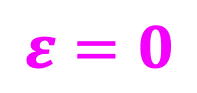 ε = 0